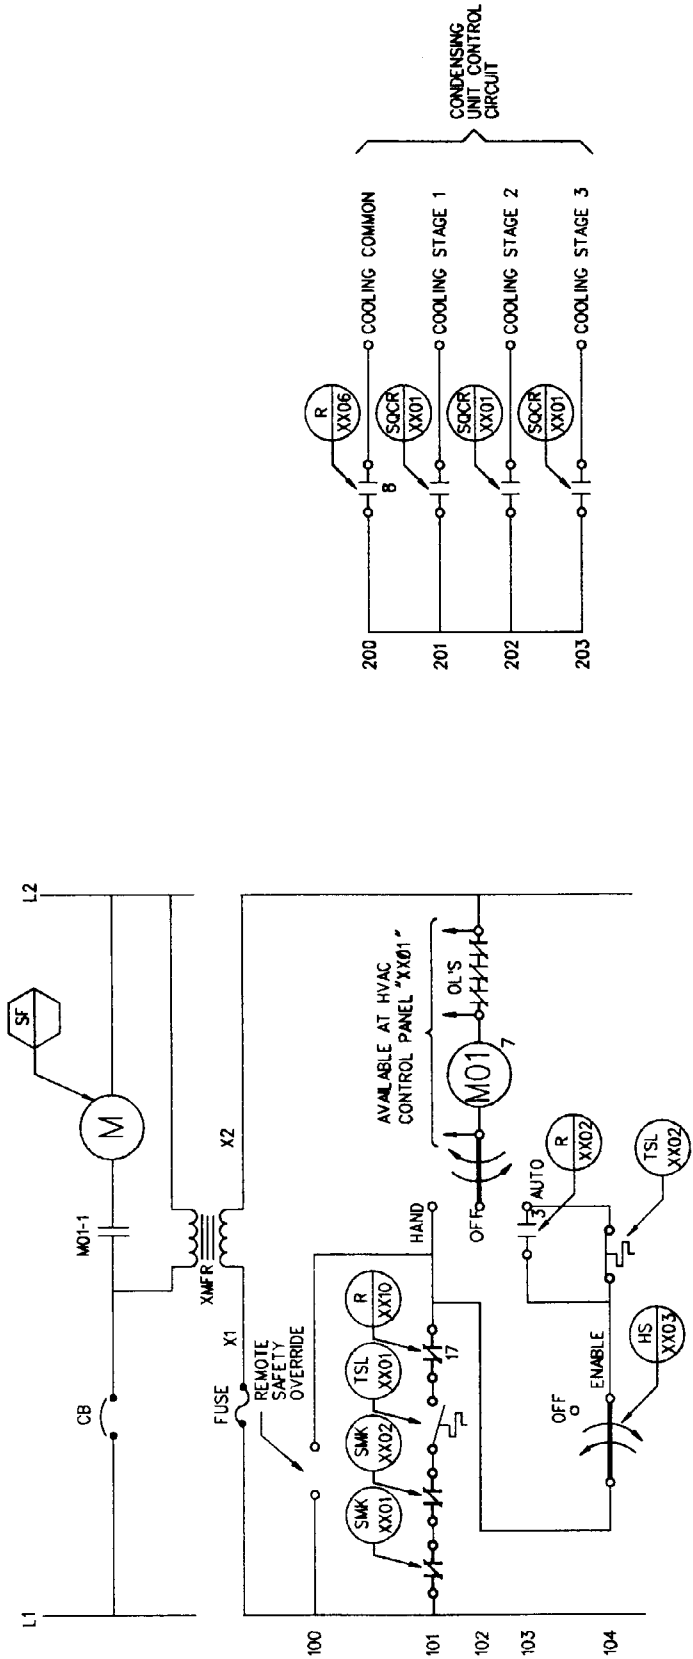 L1
L2
CB
M01-1
M
SF
XMFR
X1
X2
FUSE
REMOTE
SAFETY
OVERRIDE
100
101
102
103
104
SMK
XX01
SMK
XX02
TSL
XX01
R
XX10
17
HAND
OFF
AUTO
AVAILABLE AT HVAC
CONTROL PANEL "XX01"
M01
7
OL'S
3
R
XX02
TSL
XX02
OFF
ENABLE
HS
XX03
200
201
202
203
R
XX06
8
SQCR
XX01
SQCR
XX01
SQCR
XX01
COOLING COMMON
COOLING STAGE 1
COOLING STAGE 2
COOLING STAGE 3
CONDENSING
UNIT CONTROL
CIRCUIT